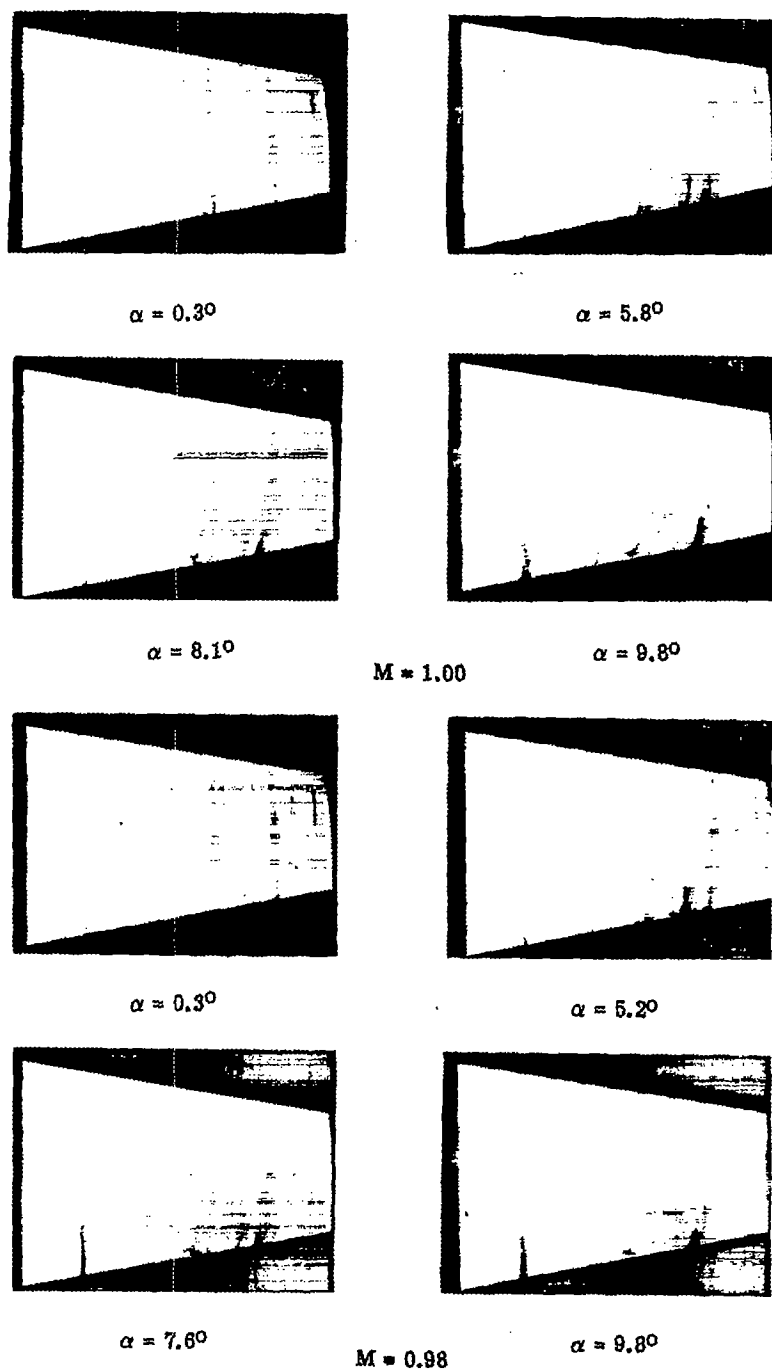 α = 0.3° α = 5.8°
α = 8.1° α = 9.8°
M = 1.00
α = 0.3° α = 5.2°
α = 7.6° α = 9.8°
M = 0.98